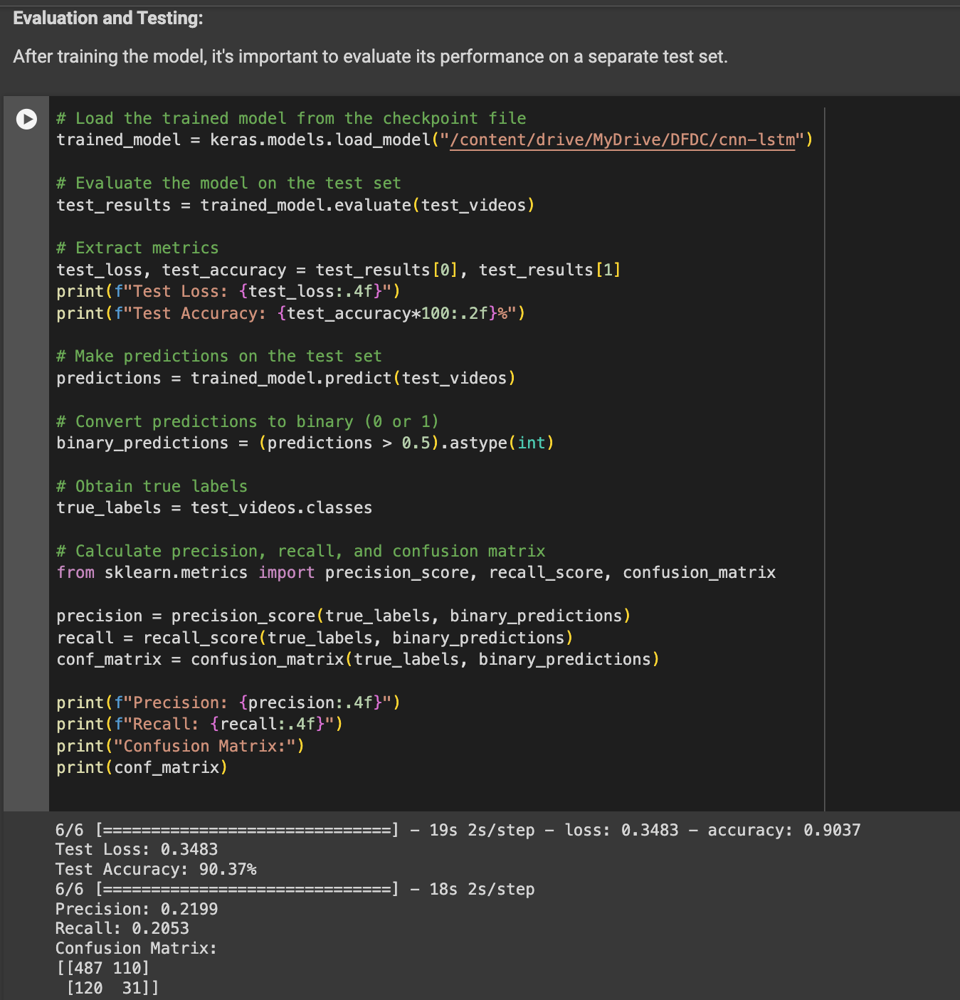 Evaluation and Testing:
After training the model, it's important to evaluate its performance on a separate test set.
# Load the trained model from the checkpoint file
trained_model = keras.models.load_model("/content/drive/MyDrive/DFDC/cnn-lstm")
# Evaluate the model on the test set
test_results = trained_model.evaluate(test_videos)
# Extract metrics
test_loss, test_accuracy = test_results[0], test_results[1]
print(f"Test Loss: {test_loss:.4f}")
print(f"Test Accuracy: {test_accuracy*100:.2f}%")
# Make predictions on the test set
predictions = trained_model.predict(test_videos)
# Convert predictions to binary (0 or 1)
binary_predictions = (predictions > 0.5).astype(int)
# Obtain true labels
true_labels = test_videos.classes
# Calculate precision, recall, and confusion matrix
from sklearn.metrics import precision_score, recall_score, confusion_matrix
precision = precision_score(true_labels, binary_predictions)
recall = recall_score(true_labels, binary_predictions)
conf_matrix = confusion_matrix(true_labels, binary_predictions)
print(f"Precision: {precision:.4f}")
print(f"Recall: {recall:.4f}")
print("Confusion Matrix:")
print(conf_matrix)
6/6 [==============================] - 19s 2s/step - loss: 0.3483 - accuracy: 0.9037
Test Loss: 0.3483
Test Accuracy: 90.37%
6/6 [==============================] - 18s 2s/step
Precision: 0.2199
Recall: 0.2053
Confusion Matrix:
[[487 110]
 [120  31]]